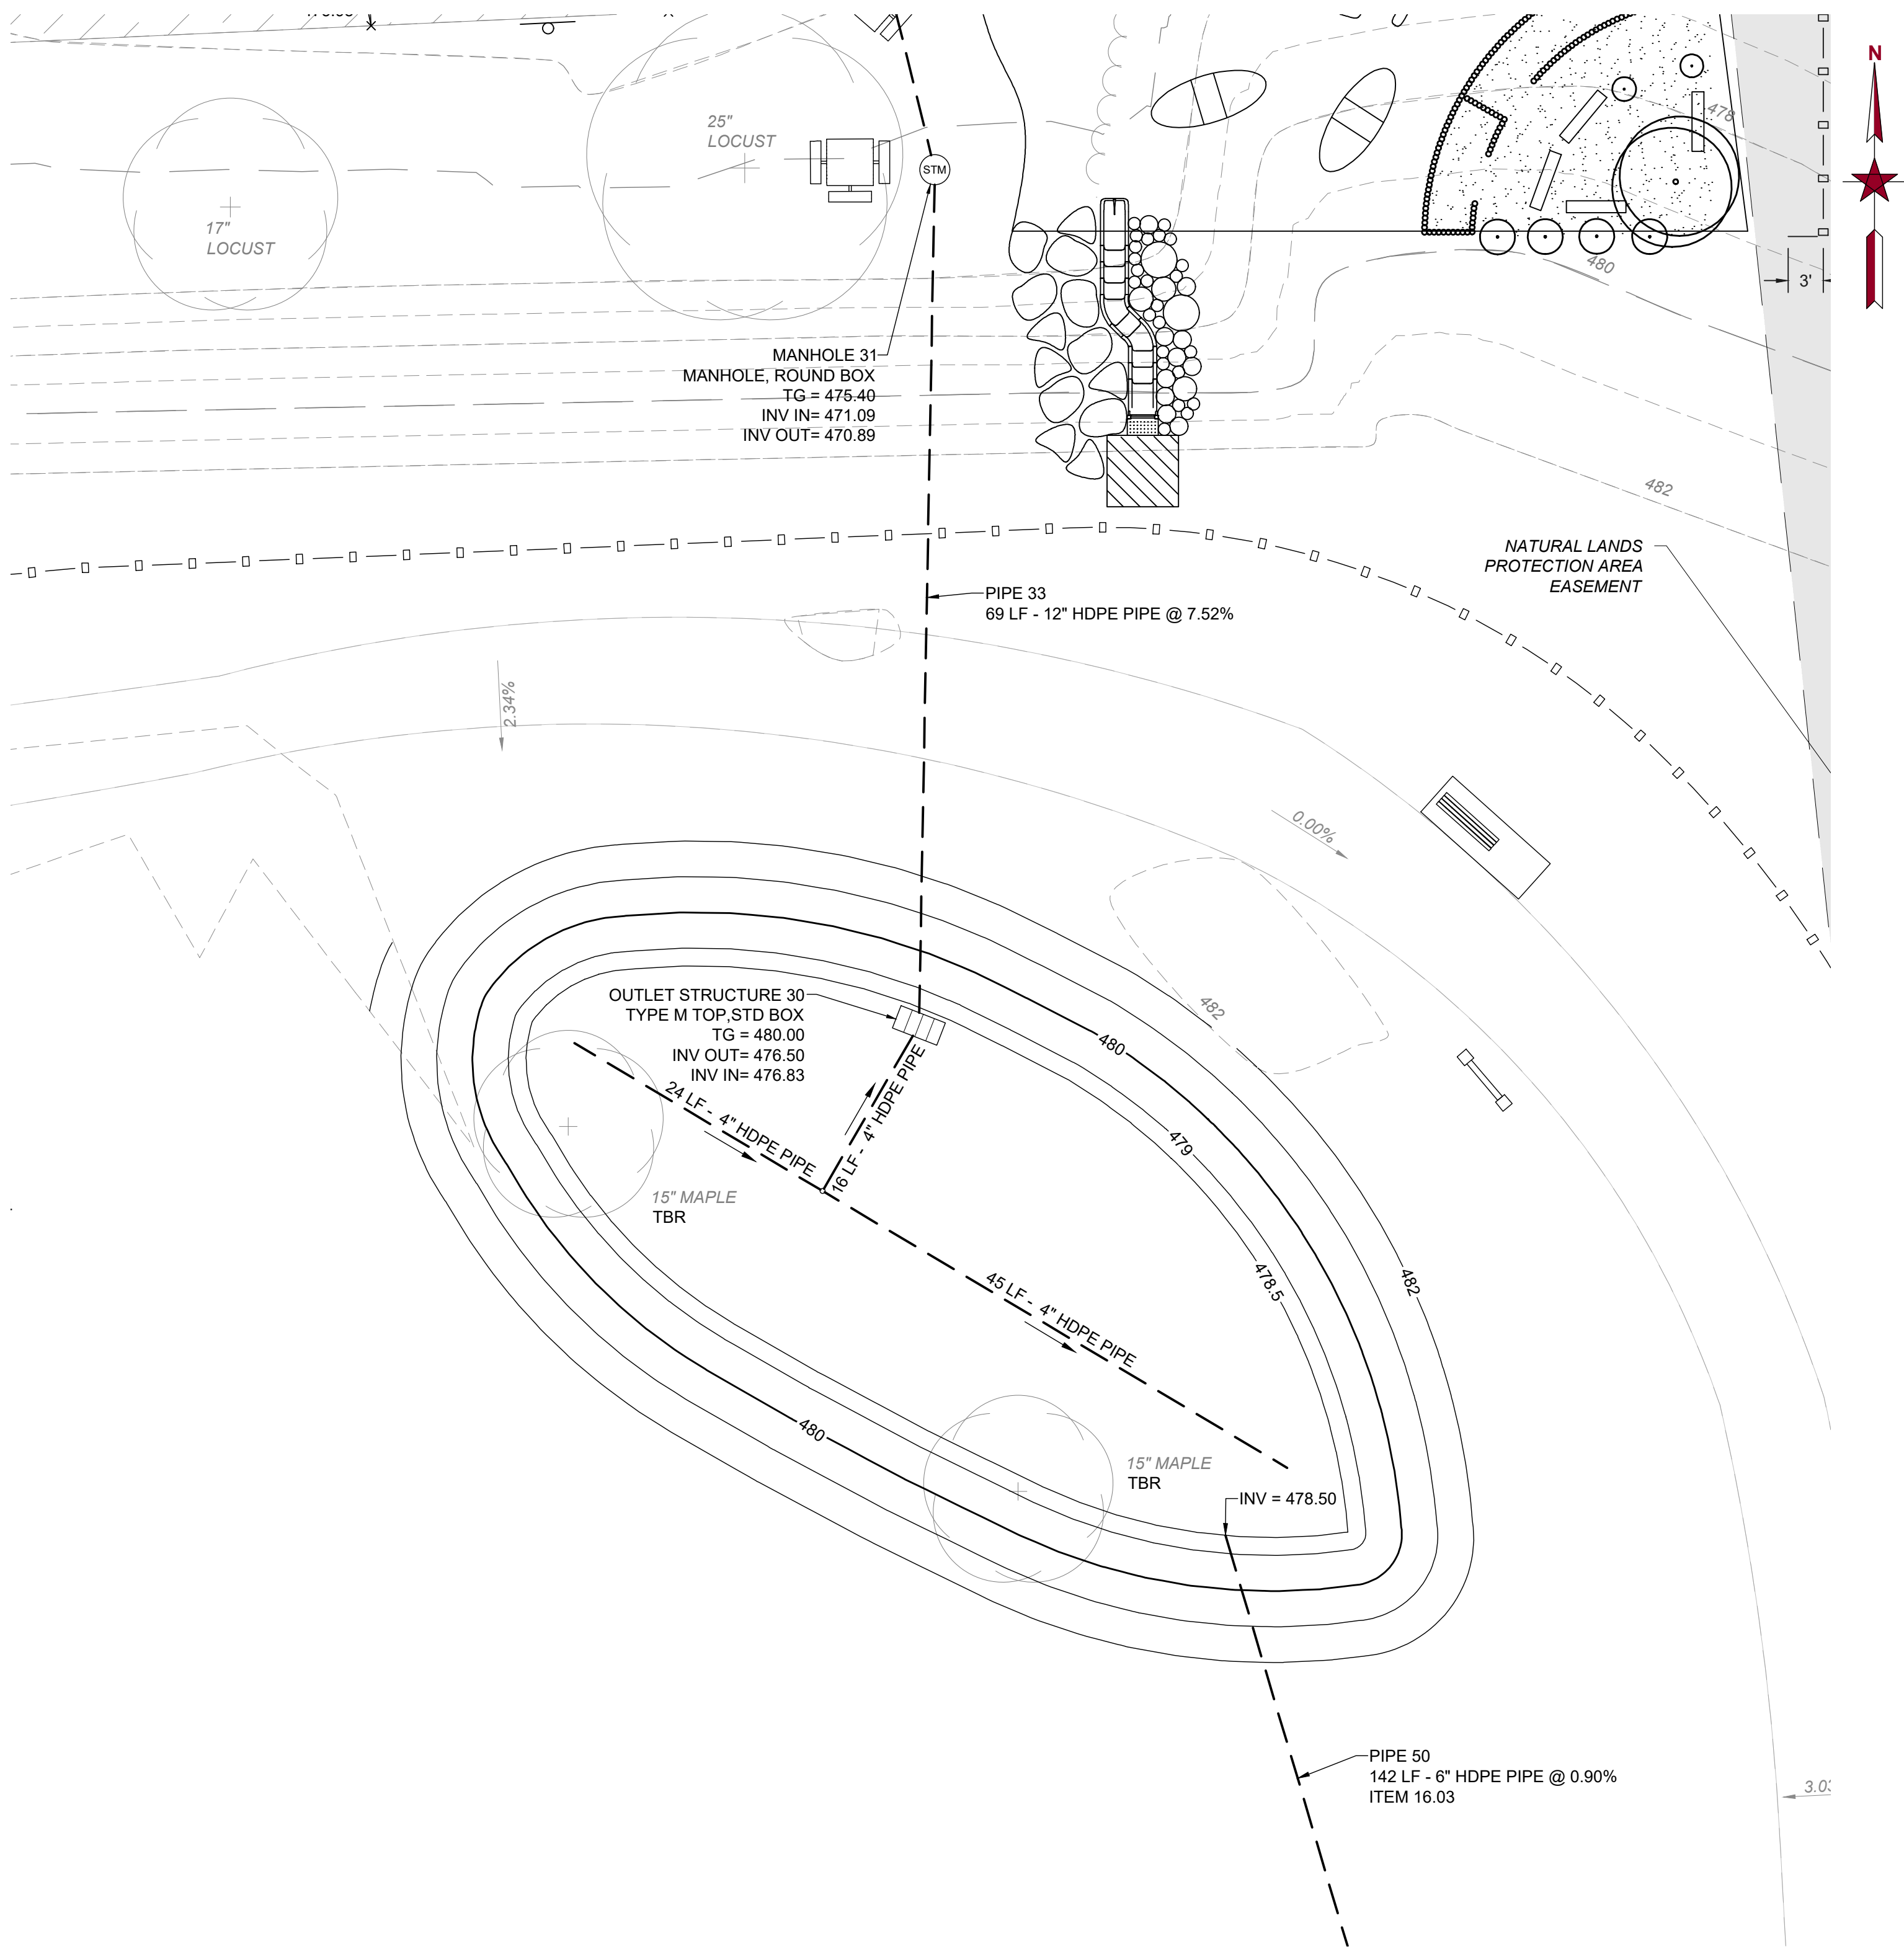 N
25"
LOCUST
STM
478
17"
LOCUST
480
3'
MANHOLE 31
MANHOLE, ROUND BOX
TG = 475.40
INV IN= 471.09
INV OUT= 470.89
482
NATURAL LANDS
PROTECTION AREA
EASEMENT
PIPE 33
69 LF - 12" HDPE PIPE @ 7.52%
2.34%
0.00%
OUTLET STRUCTURE 30
TYPE M TOP,STD BOX
TG = 480.00
INV OUT= 476.50
INV IN= 476.83
482
480
24 LF - 4" HDPE PIPE
16 LF - 4" HDPE PIPE
479
15" MAPLE
TBR
478.5
482
45 LF - 4" HDPE PIPE
480
15" MAPLE
TBR
INV = 478.50
PIPE 50
142 LF - 6" HDPE PIPE @ 0.90%
ITEM 16.03